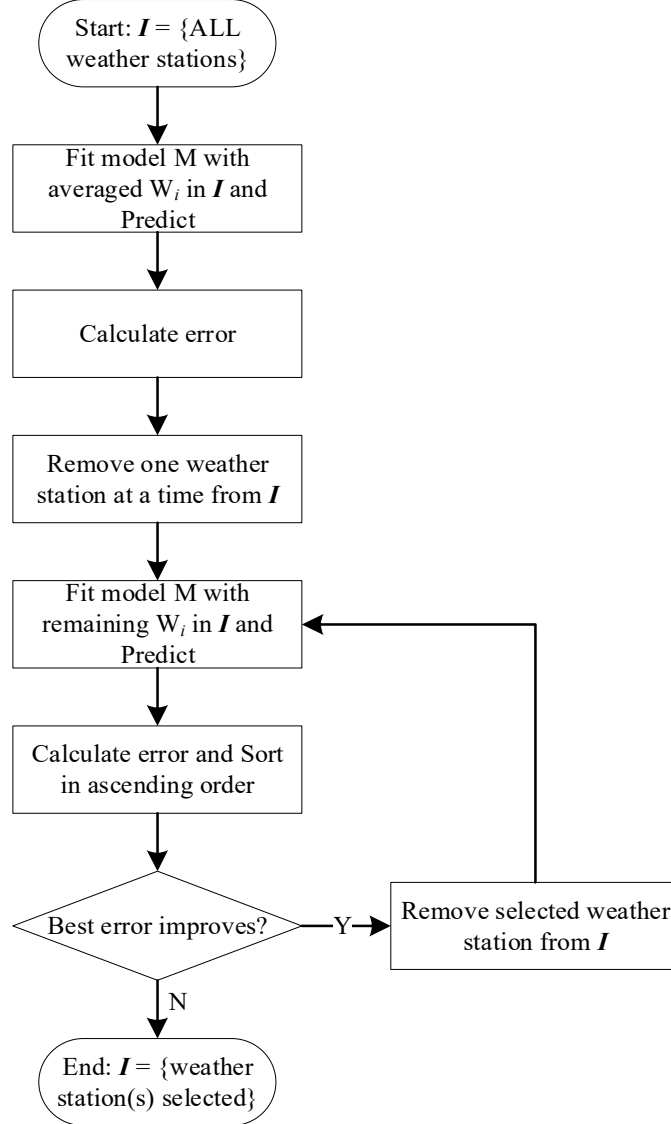 Start: I = {ALL
weather stations}
Fit model M with
averaged Wi in I and
Predict
Calculate error
Remove one weather
station at a time from I
Fit model M with
remaining Wi in I and
Predict
Calculate error and Sort
in ascending order
Best error improves?
Y
Remove selected weather
station from I
N
End: I = {weather
station(s) selected}